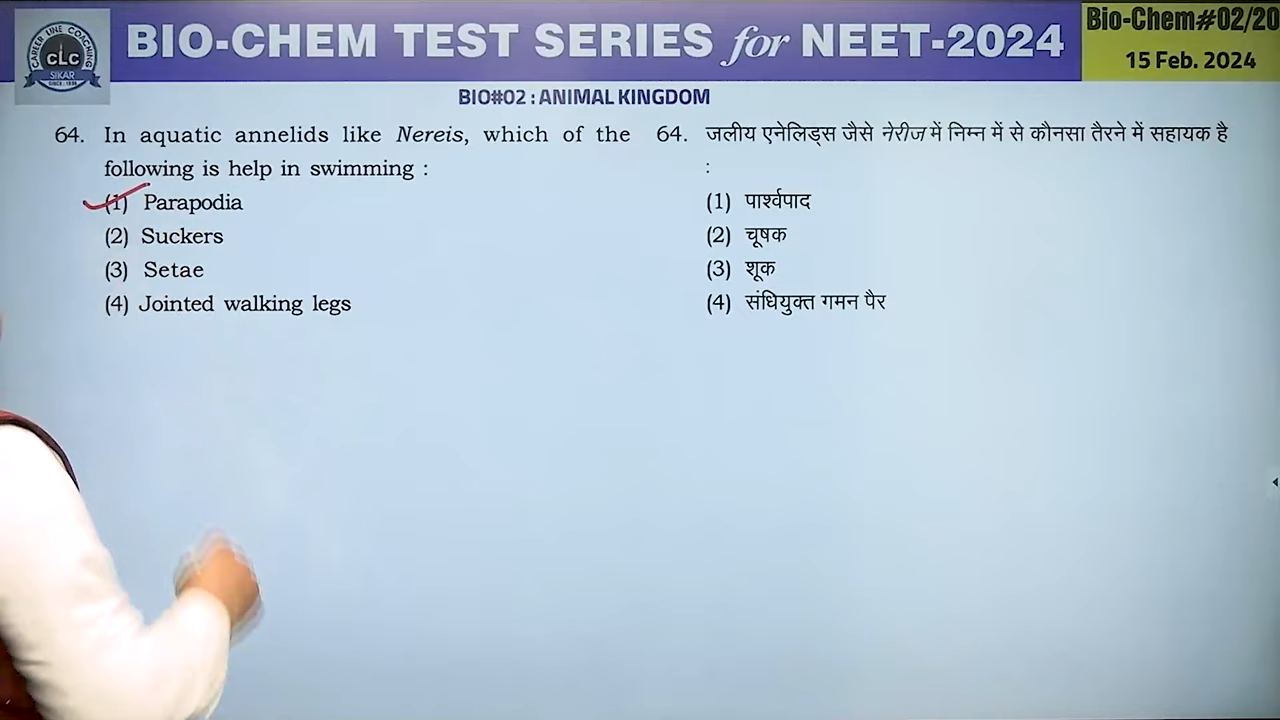 CAREER LINE COACHING
CLC
SIKAR
SINCE : 1996
BIO-CHEM TEST SERIES for NEET-2024
Bio-Chem#02/20
15 Feb. 2024
BIO#02 : ANIMAL KINGDOM
64. In aquatic annelids like Nereis, which of the
following is help in swimming :
(1) Parapodia
(2) Suckers
(3) Setae
(4) Jointed walking legs
64. जलीय एनेलिड्स जैसे नेरीज में निम्न में से कौनसा तैरने में सहायक है
:
(1) पार्श्वपाद
(2) चूषक
(3) शूक
(4) संधियुक्त गमन पैर